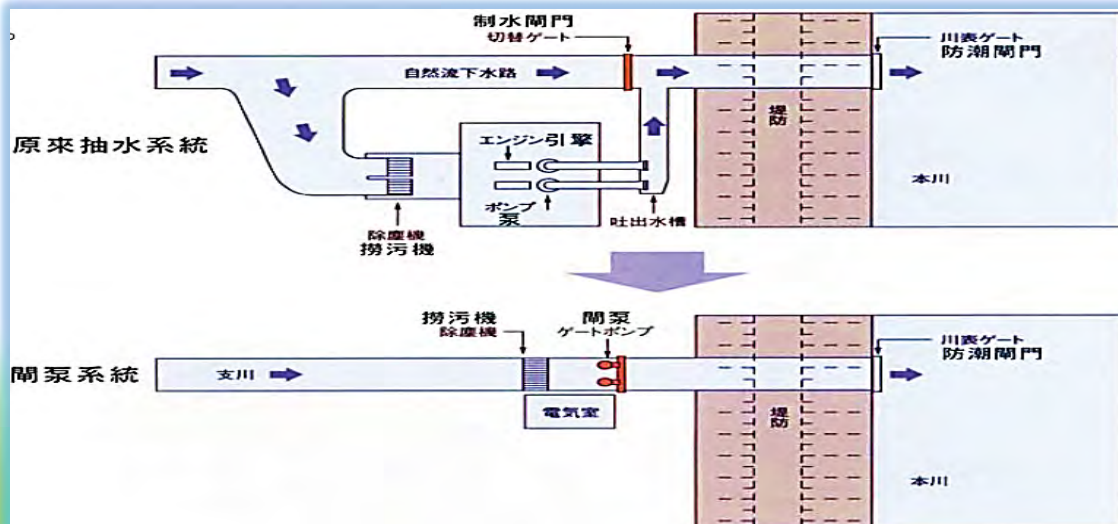 制水閘門
切替ゲート
川表ゲート
防潮閘門
自然流下水路
原來抽水系統
エンジン引擎
ポンプ
泵
除塵機
撈污機
吐出水槽
堤防
本川
撈污機
除塵機
閘泵
ゲートポンプ
川表ゲート
防潮閘門
閘泵系統
支川
電気室
堤防
本川